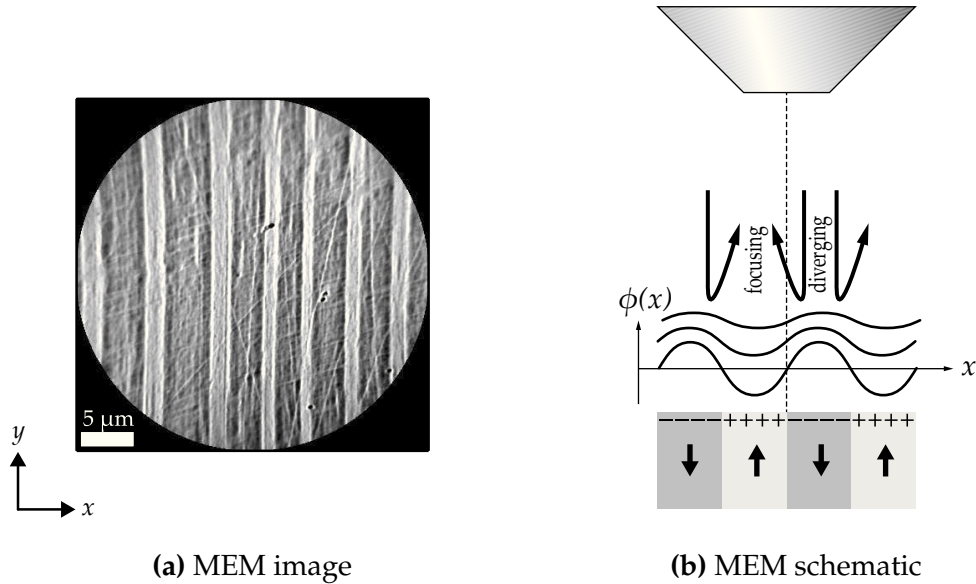 5 µm
y
x
(a) MEM image
focusing
diverging
ϕ(x)
x
−−−−++++−−−−++++
(b) MEM schematic